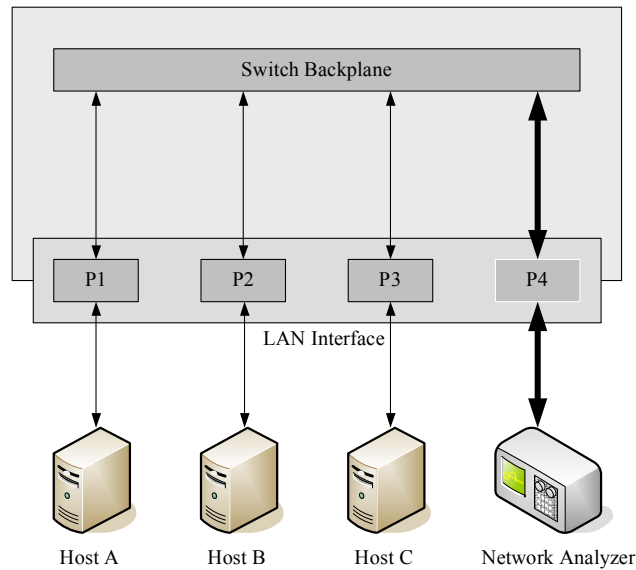 Switch Backplane
P1
P2
P3
P4
LAN Interface
Host A
Host B
Host C
Network Analyzer